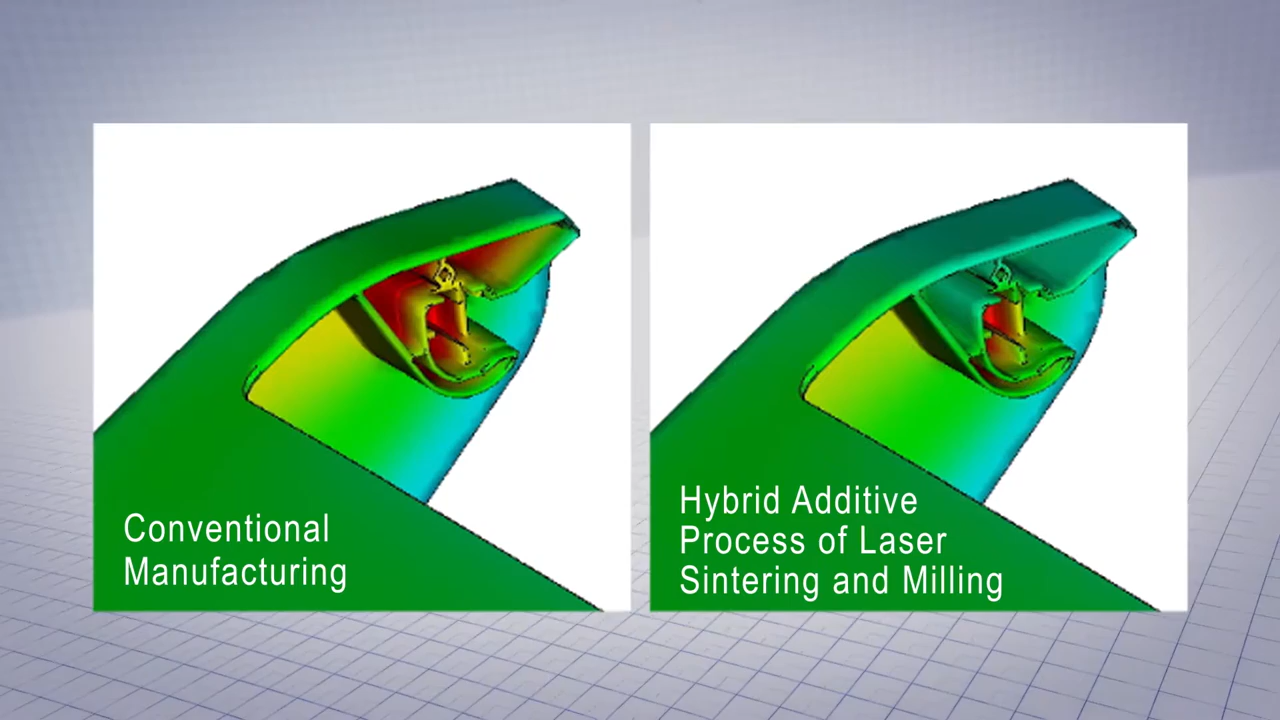 Conventional
Manufacturing
Hybrid Additive
Process of Laser
Sintering and Milling